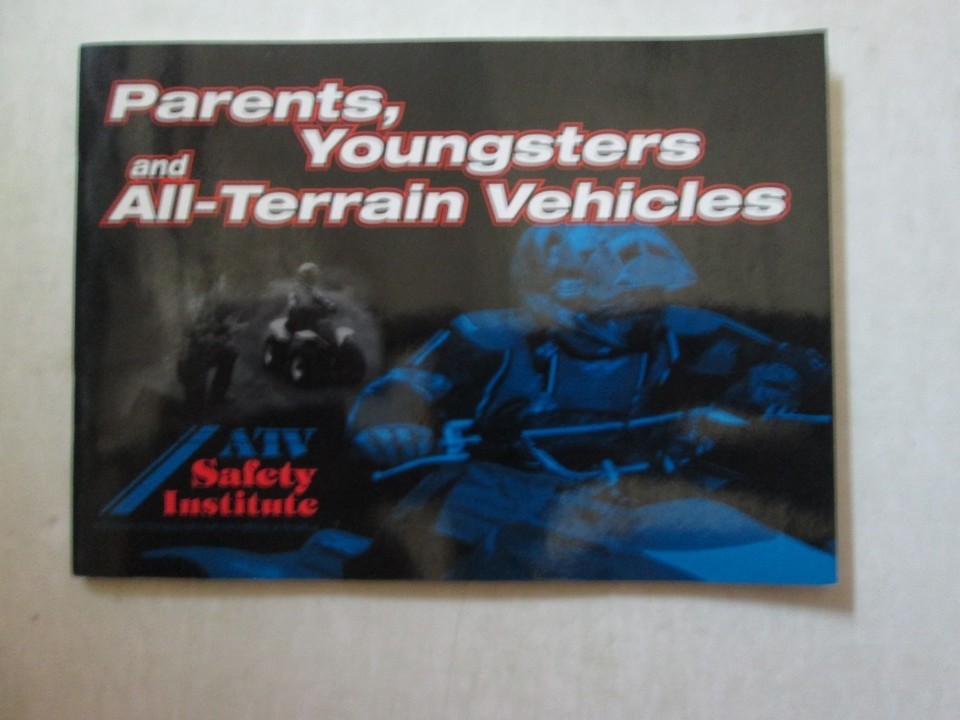 Parents,
Youngsters
and
All-Terrain Vehicles
ATV
Safety
Institute